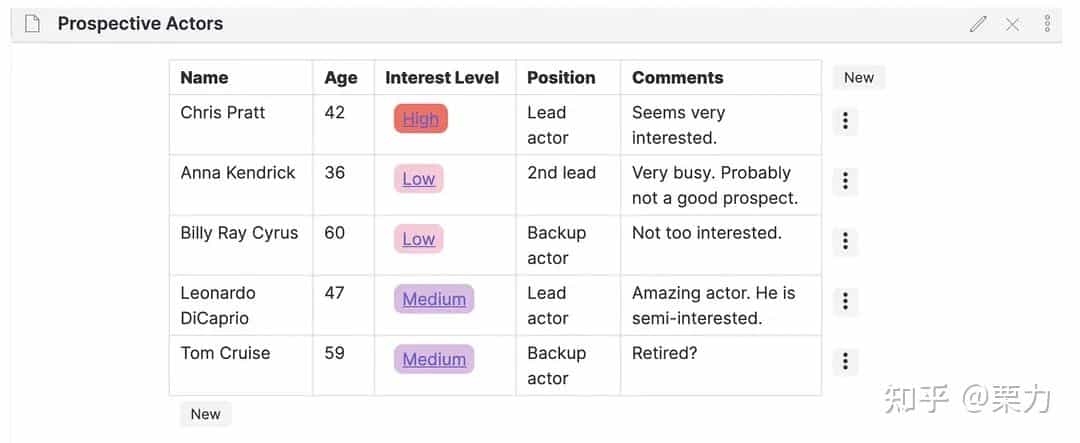 Prospective Actors
Name Age Interest Level Position Comments New
Chris Pratt 42 High Lead actor Seems very interested.
Anna Kendrick 36 Low 2nd lead Very busy. Probably not a good prospect.
Billy Ray Cyrus 60 Low Backup actor Not too interested.
Leonardo DiCaprio 47 Medium Lead actor Amazing actor. He is semi-interested.
Tom Cruise 59 Medium Backup actor Retired?
New
知乎 @栗力